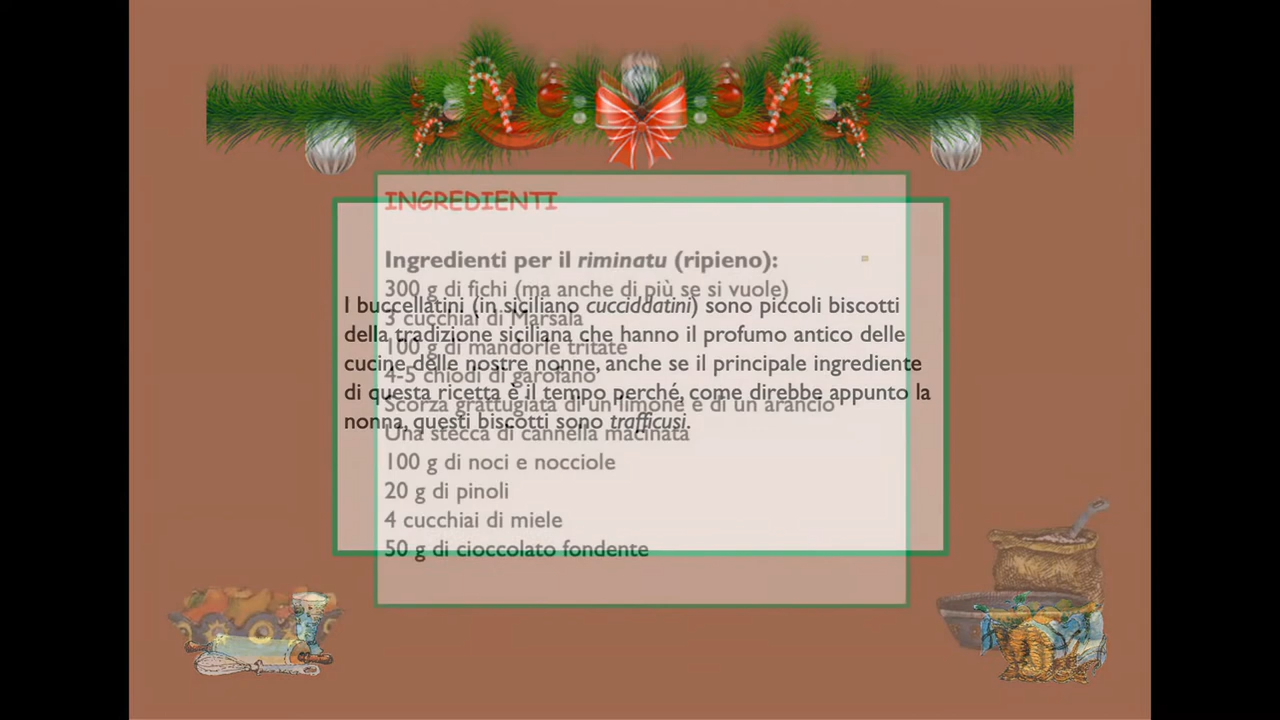 INGREDIENTI
Ingredienti per il riminatu (ripieno):
300 g di fichi (ma anche di più se si vuole)
3 cucchiai di Marsala
100 g di mandorle tritate
4-5 chiodi di garofano
Scorza grattugiata di un limone e di un arancio
Una stecca di cannella macinata
100 g di noci e nocciole
20 g di pinoli
4 cucchiai di miele
50 g di cioccolato fondente
I buccellatini (in siciliano cucciddatini) sono piccoli biscotti
della tradizione siciliana che hanno il profumo antico delle
cucine delle nostre nonne, anche se il principale ingrediente
di questa ricetta è il tempo perché, come direbbe appunto la
nonna, questi biscotti sono trafficusi.